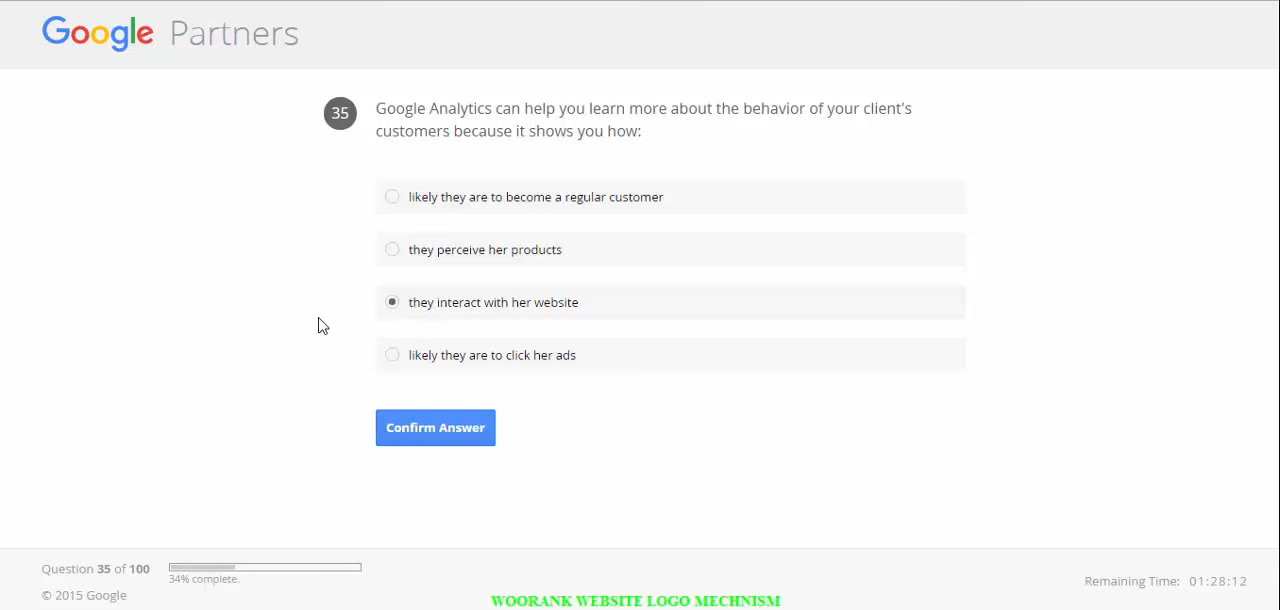 Google Partners
35
Google Analytics can help you learn more about the behavior of your client's
customers because it shows you how:
likely they are to become a regular customer
they perceive her products
they interact with her website
likely they are to click her ads
Confirm Answer
Question 35 of 100
34% complete.
© 2015 Google
Remaining Time: 01:28:12
WOORANK WEBSITE LOGO MECHNISM